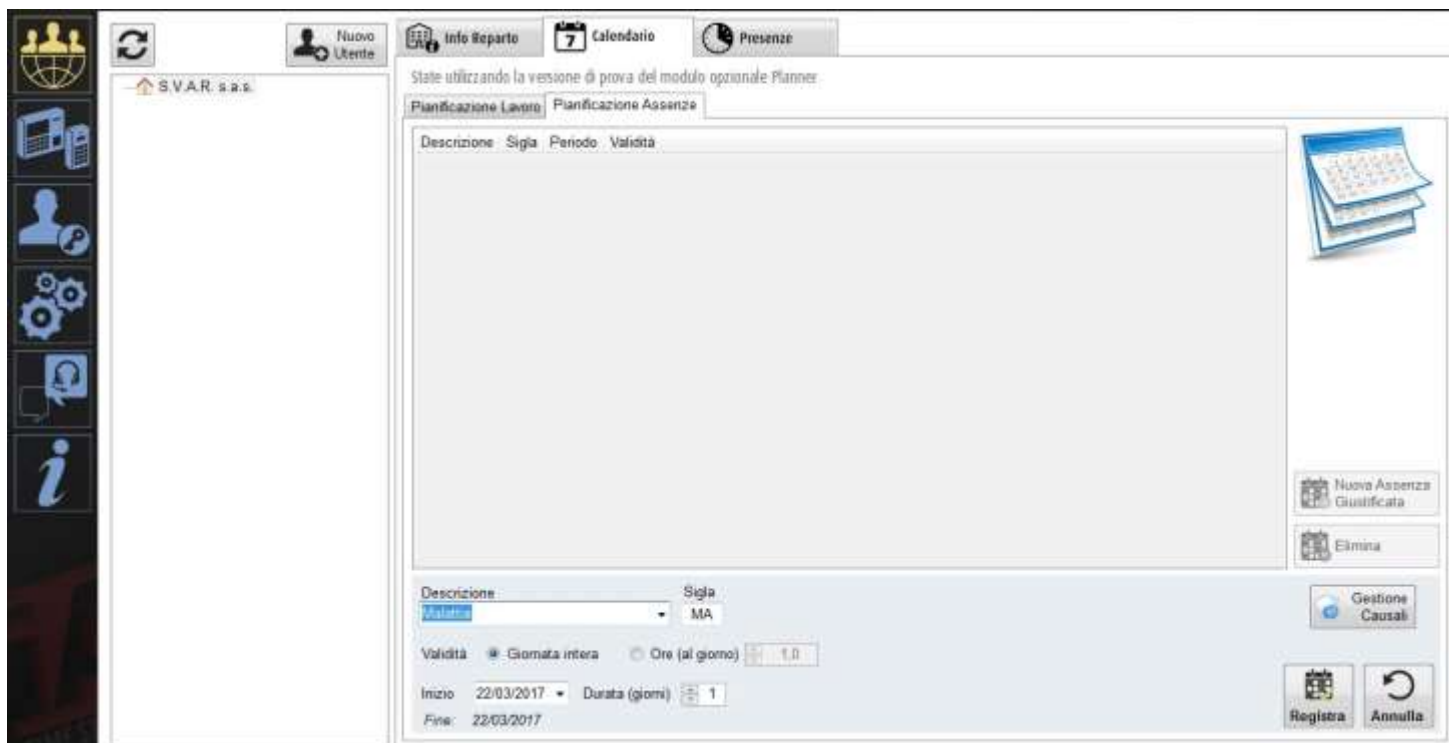 Nuovo
Utente
S.V.A.R. s.a.s.
Info Reparto
7
Calendario
Presenze
State utilizzando la versione di prova del modulo opzionale Planner
Pianificazione Lavoro
Pianificazione Assenze
Descrizione Sigla Periodo Validità
Nuova Assenza
Giustificata
Elimina
Descrizione Sigla
Malattia MA
Gestione
Causali
Validità Giornata intera Ore (al giorno) 1,0
Inizio 22/03/2017 Durata (giorni) 1
Fine: 22/03/2017
Registra
Annulla